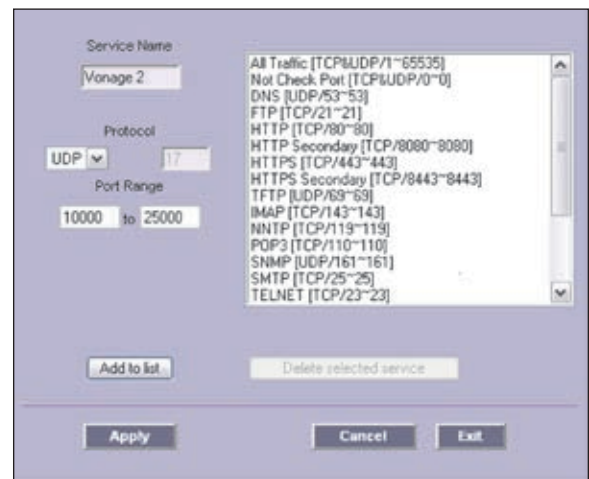 Service Name
Vonage 2
Protocol
UDP
17
Port Range
10000 to 25000
All Traffic [TCP&UDP/1~65535]
Not Check Port [TCP&UDP/0~0]
DNS [UDP/53~53]
FTP [TCP/21~21]
HTTP [TCP/80~80]
HTTP Secondary [TCP/8080~8080]
HTTPS [TCP/443~443]
HTTPS Secondary [TCP/8443~8443]
TFTP [UDP/69~69]
IMAP [TCP/143~143]
NNTP [TCP/119~119]
POP3 [TCP/110~110]
SNMP [UDP/161~161]
SMTP [TCP/25~25]
TELNET [TCP/23~23]
Add to list
Delete selected service
Apply
Cancel
Exit